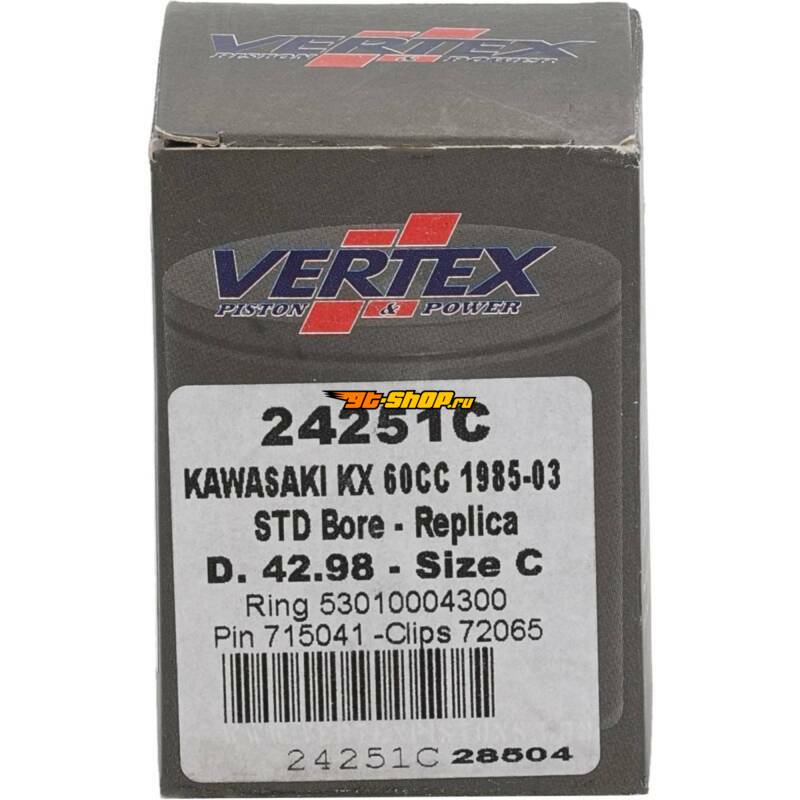 VERTEX
PISTON & POWER
VERTEX
PISTON & POWER
gt-shop.ru
24251C
KAWASAKI KX 60CC 1985-03
STD Bore - Replica
D. 42.98 - Size C
Ring 53010004300
Pin 715041 -Clips 72065
24251C 28504